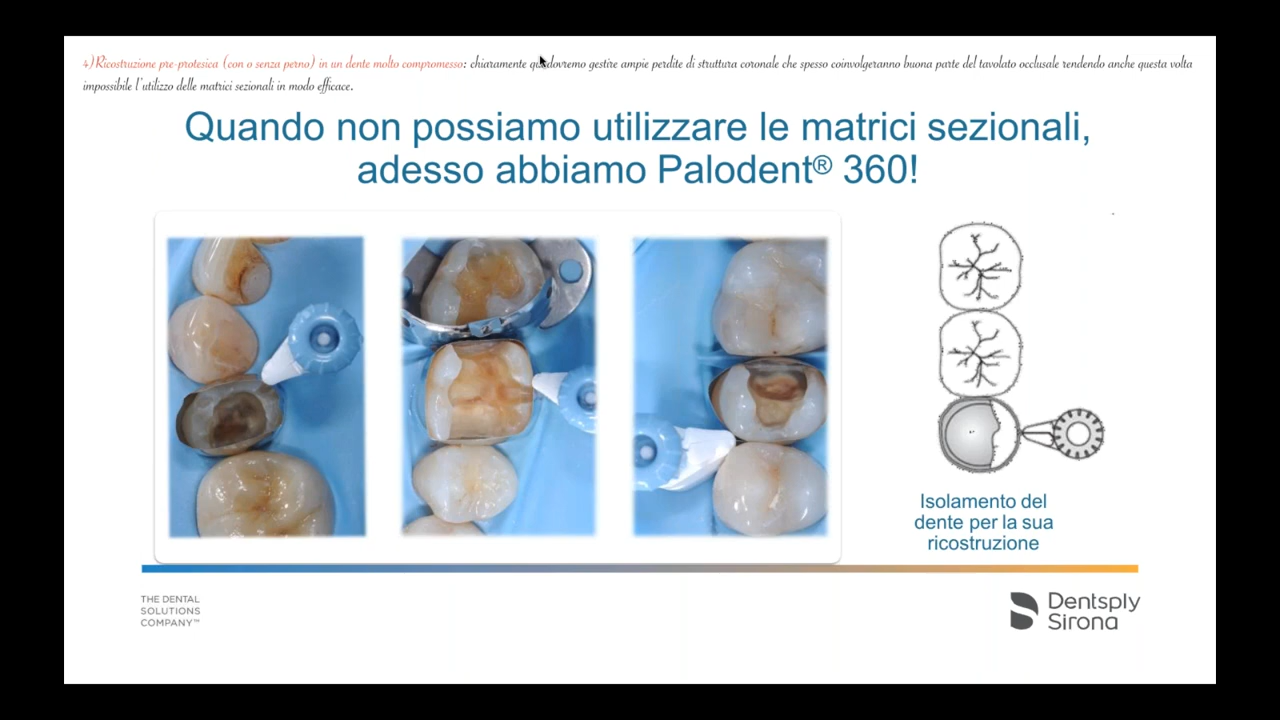 4) Ricostruzione pre-protesica (con o senza perno) in un dente molto compromesso: chiaramente dovremo gestire ampie perdite di struttura coronale che spesso coinvolgeranno buona parte del tavolato occlusale rendendo anche questa volta
impossibile l'utilizzo delle matrici sezionali in modo efficace.
Quando non possiamo utilizzare le matrici sezionali,
adesso abbiamo Palodent® 360!
Isolamento del
dente per la sua
ricostruzione
THE DENTAL
SOLUTIONS
COMPANY™
Dentsply
Sirona